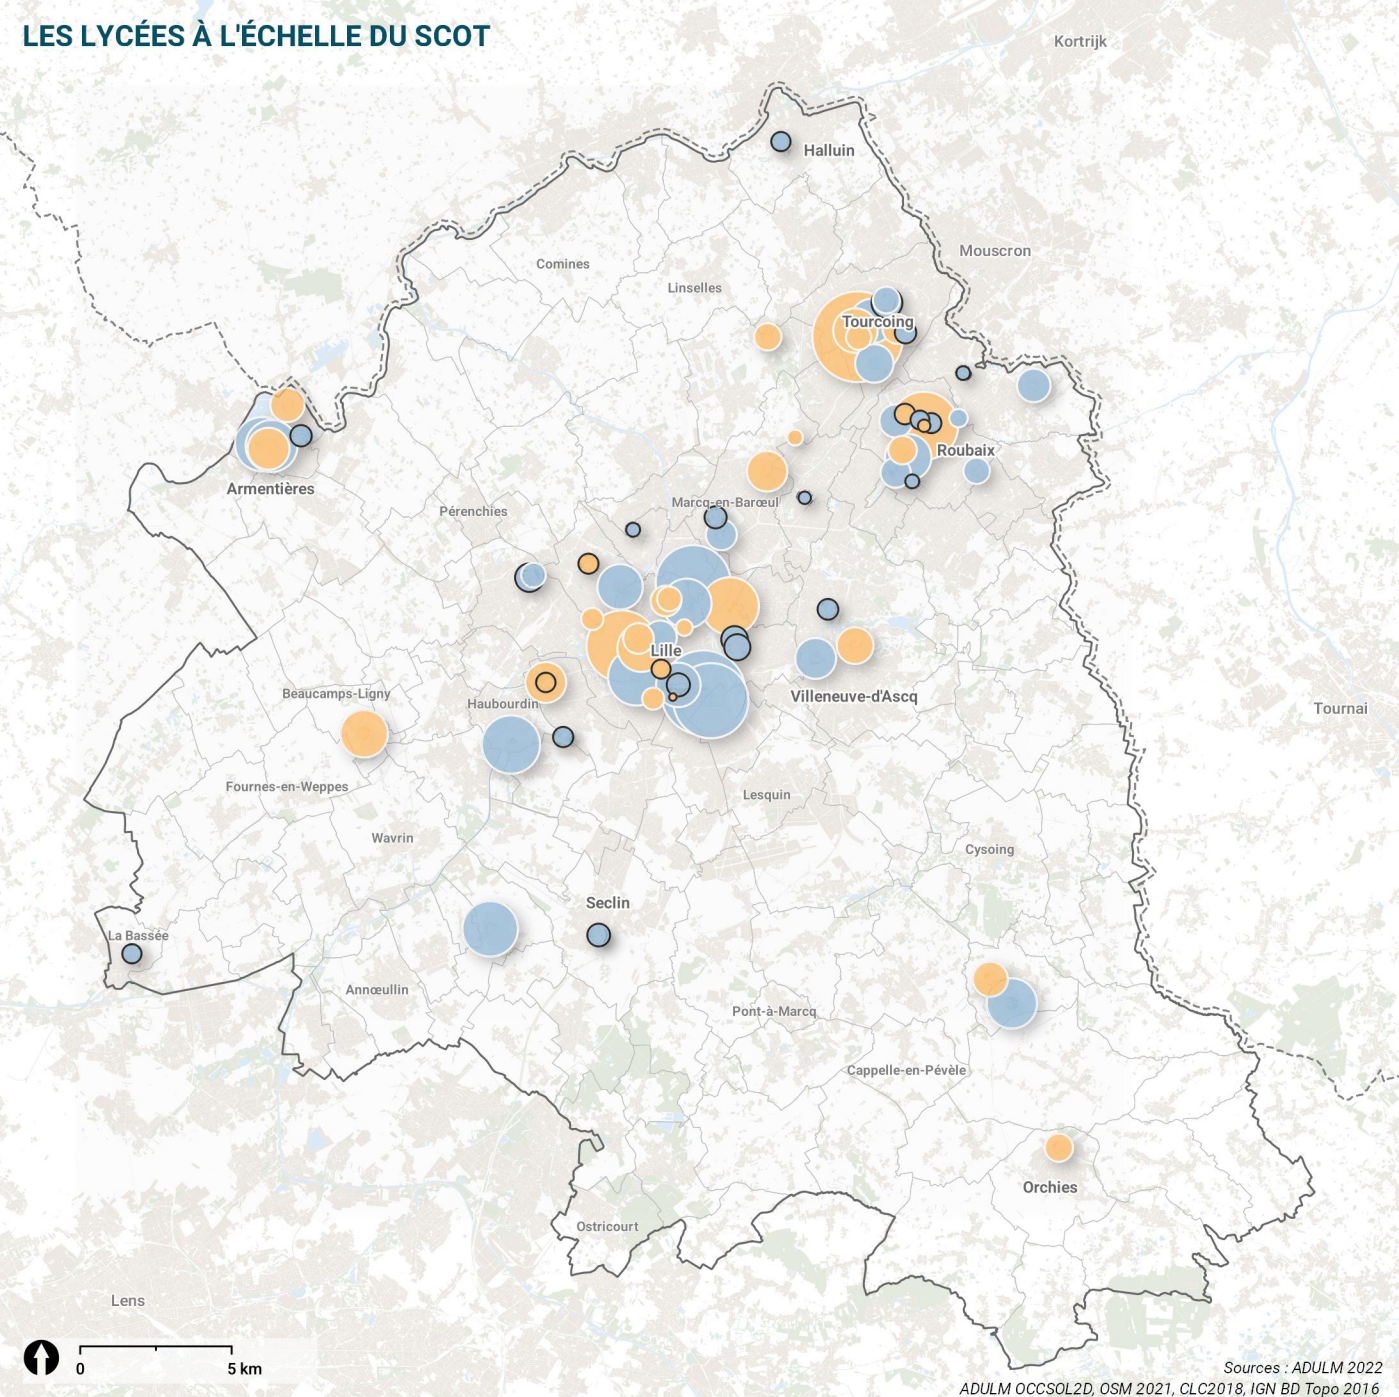 LES LYCÉES À L'ÉCHELLE DU SCOT
Kortrijk
Halluin
Mouscron
Comines
Linselles
Tourcoing
Roubaix
Armentières
Marcq-en-Barœul
Pérenchies
Lille
Beaucamps-Ligny
Haubourdin
Villeneuve-d'Ascq
Tournai
Fournes-en-Weppes
Lesquin
Wavrin
Cysoing
Seclin
La Bassée
Annœullin
Pont-à-Marcq
Cappelle-en-Pévèle
Orchies
Ostricourt
Lens
0 5 km
Sources : ADULM 2022
ADULM OCCSOL2D, OSM 2021, CLC2018, IGN BD Topo 2016